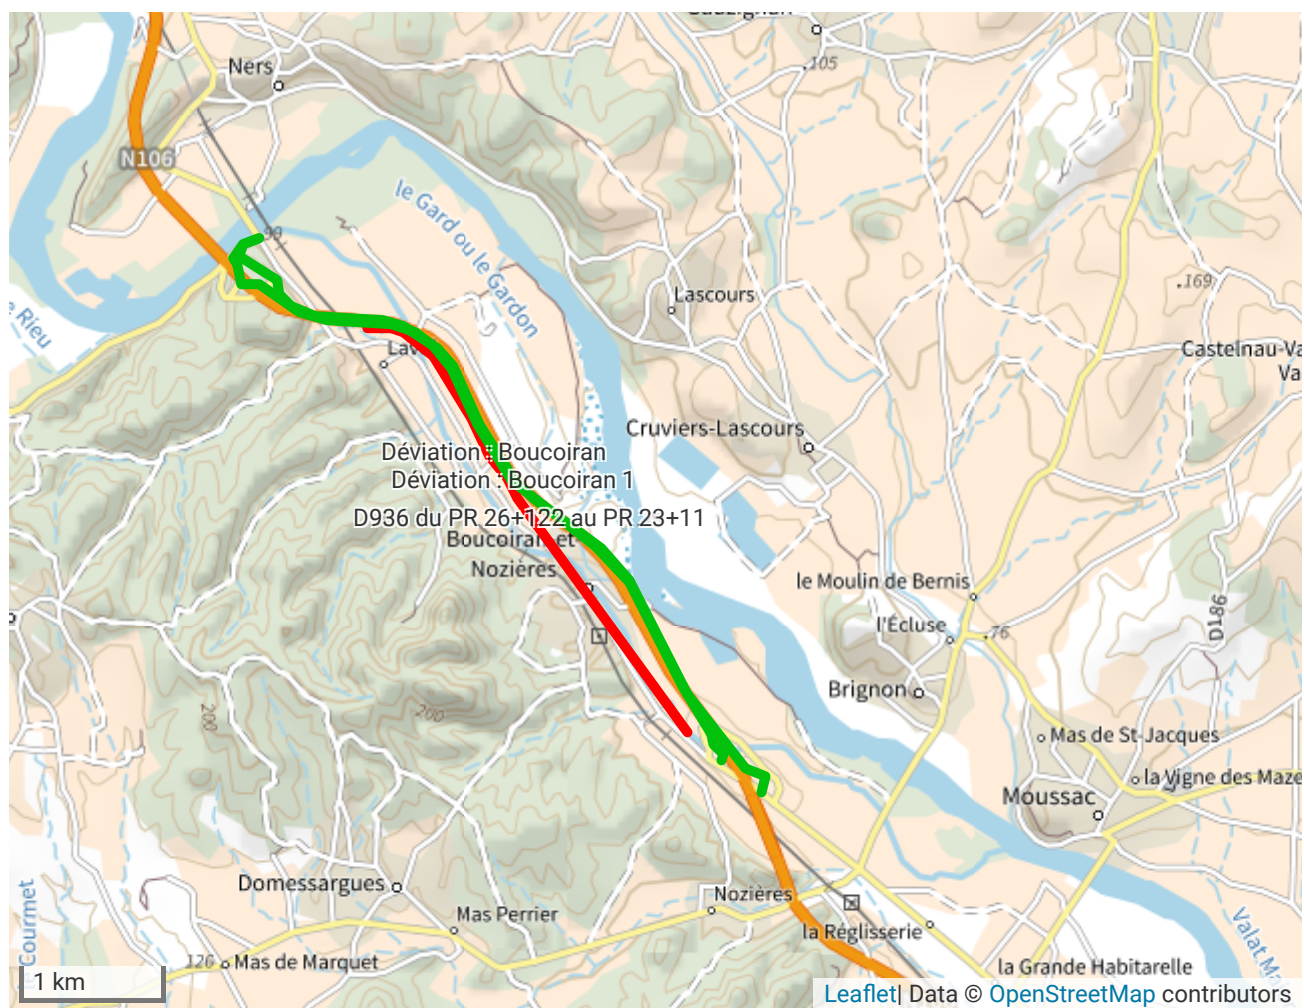 Ners
105
N106
99
le Gard ou le Gardon
Lascours
169
Castelnau-Va
Va
Cruviers-Lascours
Déviation : Boucoiran
Déviation : Boucoiran 1
D936 du PR 26+122 au PR 23+11
Boucoiran-et-
Nozières
le Moulin de Bernis
l'Écluse
76
D186
Brignon
200
200
Mas de St-Jacques
la Vigne des Maze
Moussac
Domessargues
Nozières
Mas Perrier
la Réglisserie
126
Mas de Marquet
la Grande Habitarelle
Courmet
Rieu
1 km
Leaflet| Data © OpenStreetMap contributors